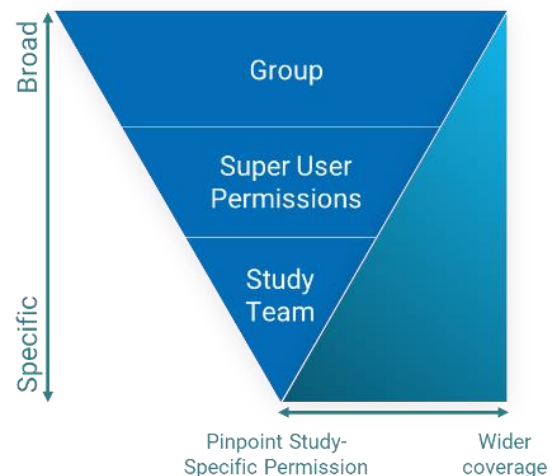 Broad
Group
Super User
Permissions
Study
Team
Specific
Pinpoint Study-
Specific Permission
Wider
coverage